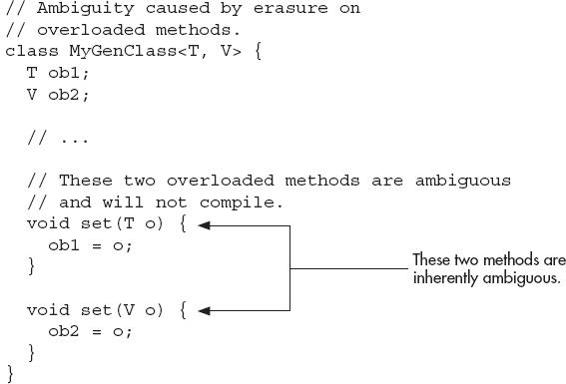 // Ambiguity caused by erasure on
// overloaded methods.
class MyGenClass<T, V> {
  T ob1;
  V ob2;

  // ...

  // These two overloaded methods are ambiguous
  // and will not compile.
  void set(T o) {
    ob1 = o;
  }
These two methods are
inherently ambiguous.

  void set(V o) {
    ob2 = o;
  }
}